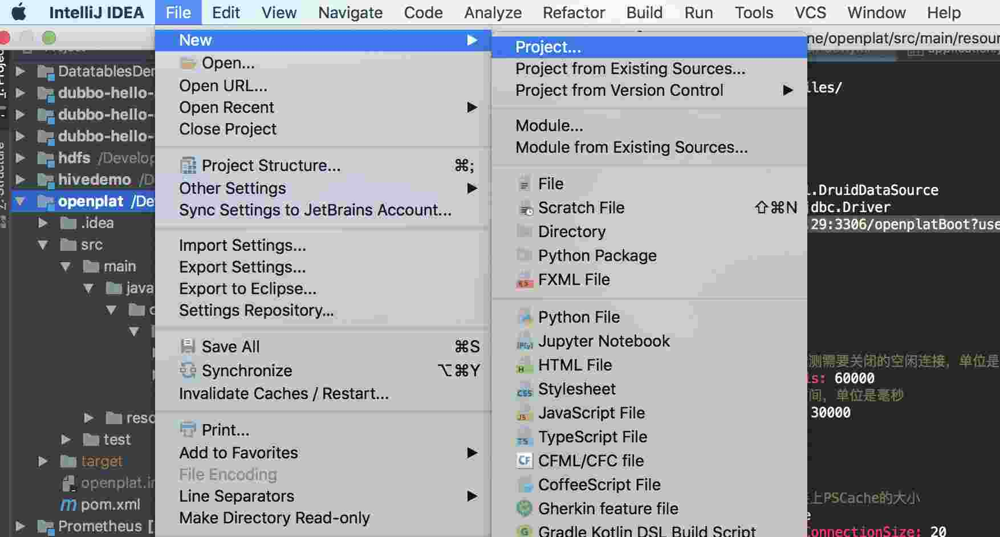 IntelliJ IDEA File Edit View Navigate Code Analyze Refactor Build Run Tools VCS Window Help
ne/openplat/src/main/resour
DatatablesDem
dubbo-hello-
dubbo-hello-
dubbo-hello-
hdfs /Develop
hivedemo /D
openplat /De
.idea
src
main
java
reso
test
target
openplat.im
pom.xml
Prometheus [
Z: Structure
New
Open...
Open URL...
Open Recent
Close Project
Project Structure... ⌘;
Other Settings
Sync Settings to JetBrains Account...
Import Settings...
Export Settings...
Export to Eclipse...
Settings Repository...
Save All ⌘S
Synchronize ⌥⌘Y
Invalidate Caches / Restart...
Print...
Add to Favorites
File Encoding
Line Separators
Make Directory Read-only
Project...
Project from Existing Sources...
Project from Version Control
Module...
Module from Existing Sources...
File
Scratch File ⇧⌘N
Directory
Python Package
FXML File
Python File
Jupyter Notebook
HTML File
Stylesheet
JavaScript File
TypeScript File
CFML/CFC file
CoffeeScript File
Gherkin feature file
Gradle Kotlin DSL Build Script
iles/
l.DruidDataSource
jdbc.Driver
.29:3306/openplatBoot?use
测需要关闭的空闲连接，单位是
is: 60000
间，单位是毫秒
30000
上PSCache的大小
e
onnectionSize: 20